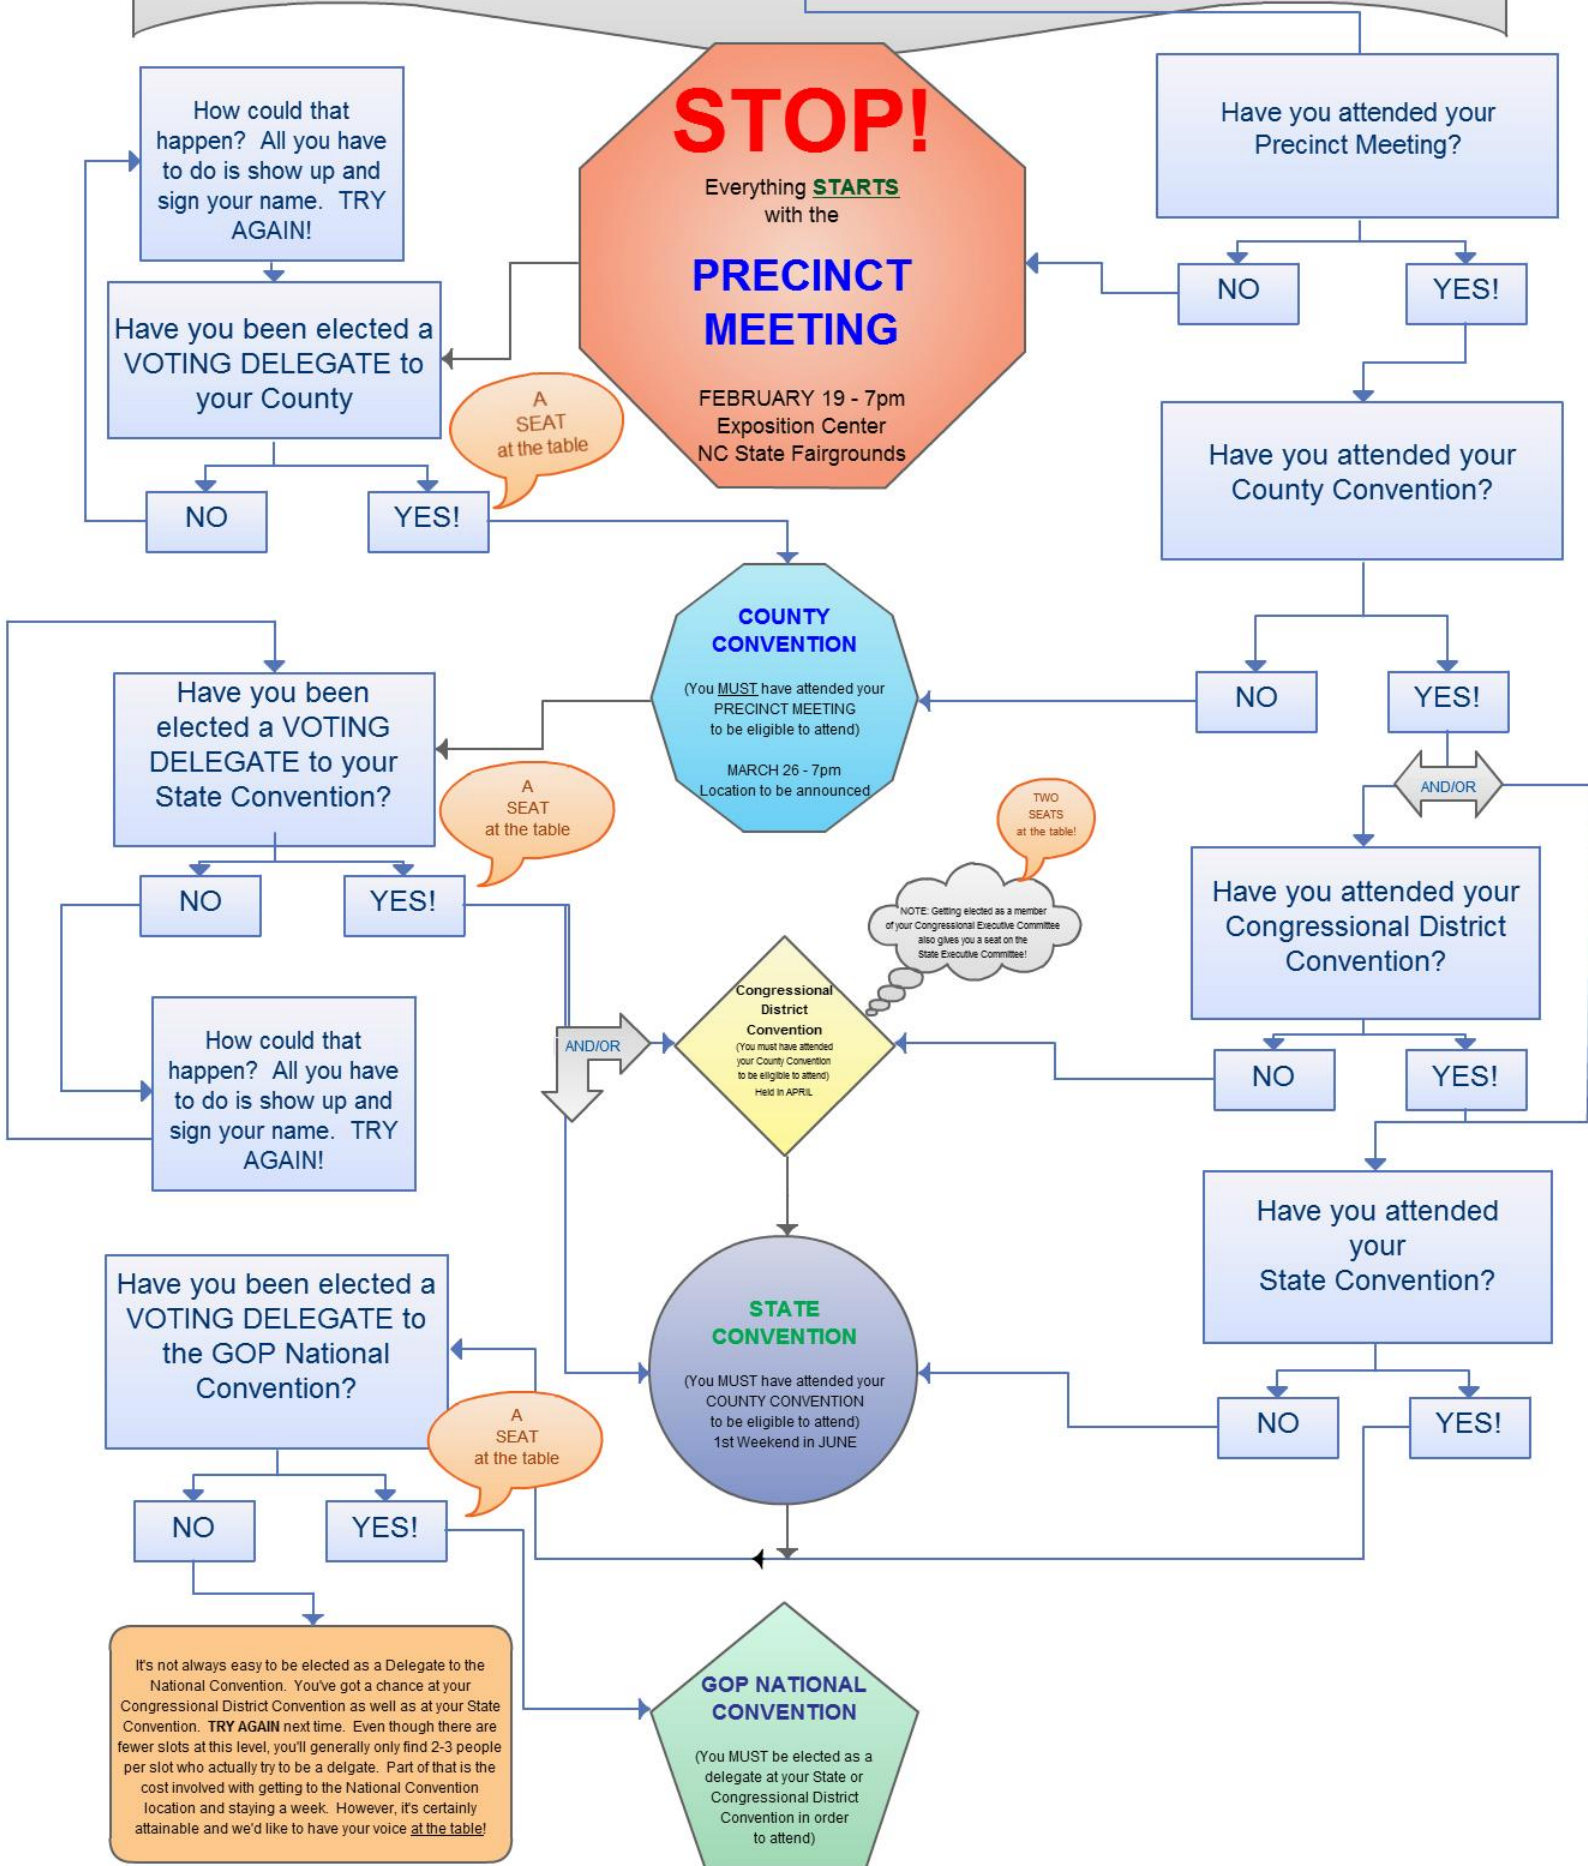 How could that
happen? All you have
to do is show up and
sign your name. TRY
AGAIN!
STOP!
Everything STARTS
with the
PRECINCT
MEETING
FEBRUARY 19 - 7pm
Exposition Center
NC State Fairgrounds
Have you attended your
Precinct Meeting?
NO
YES!
Have you been elected a
VOTING DELEGATE to
your County
A
SEAT
at the table
NO
YES!
Have you attended your
County Convention?
NO
YES!
AND/OR
COUNTY
CONVENTION
(You MUST have attended your
PRECINCT MEETING
to be eligible to attend)
MARCH 26 - 7pm
Location to be announced
Have you been
elected a VOTING
DELEGATE to your
State Convention?
A
SEAT
at the table
NO
YES!
TWO
SEATS
at the table!
NOTE: Getting elected as a member
of your Congressional Executive Committee
also gives you a seat on the
State Executive Committee!
Have you attended your
Congressional District
Convention?
NO
YES!
AND/OR
Congressional
District
Convention
(You must have attended
your County Convention
to be eligible to attend)
Held in APRIL
How could that
happen? All you have
to do is show up and
sign your name. TRY
AGAIN!
Have you attended
your
State Convention?
NO
YES!
STATE
CONVENTION
(You MUST have attended your
COUNTY CONVENTION
to be eligible to attend)
1st Weekend in JUNE
Have you been elected a
VOTING DELEGATE to
the GOP National
Convention?
A
SEAT
at the table
NO
YES!
It's not always easy to be elected as a Delegate to the
National Convention. You've got a chance at your
Congressional District Convention as well as at your State
Convention. TRY AGAIN next time. Even though there are
fewer slots at this level, you'll generally only find 2-3 people
per slot who actually try to be a delgate. Part of that is the
cost involved with getting to the National Convention
location and staying a week. However, it's certainly
attainable and we'd like to have your voice at the table!
GOP NATIONAL
CONVENTION
(You MUST be elected as a
delegate at your State or
Congressional District
Convention in order
to attend)